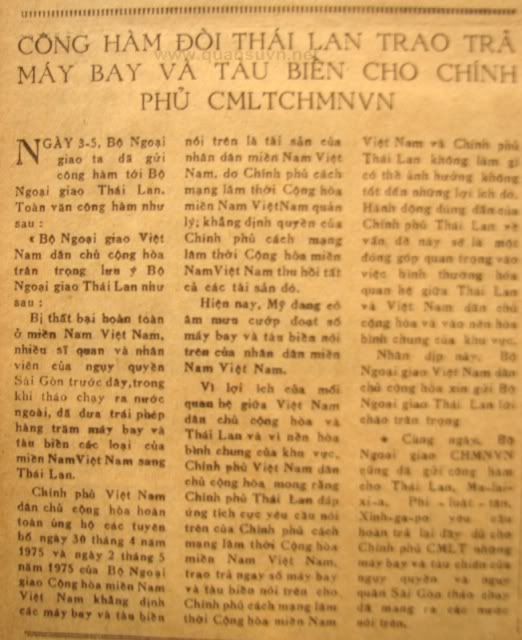 CÔNG HÀM ĐÒI THÁI LAN TRAO TRẢ
MÁY BAY VÀ TÀU BIỂN CHO CHÍNH
PHỦ CMLTCHMNVN
www.quansuvn.net
NGÀY 3-5, Bộ Ngoại
giao ta đã gửi
công hàm tới Bộ
Ngoại giao Thái Lan.
Toàn văn công hàm như
sau :
« Bộ Ngoại giao Việt
Nam dân chủ cộng hòa
trân trọng lưu ý Bộ
Ngoại giao Thái Lan như
sau :
Bị thất bại hoàn toàn
ở miền Nam Việt Nam,
nhiều sĩ quan và nhân
viên của ngụy quyền
Sài Gòn trước đây, trong
khi tháo chạy ra nước
ngoài, đã đưa trái phép
hàng trăm máy bay và
tàu biển các loại của
miền Nam Việt Nam sang
Thái Lan.
Chính phủ Việt Nam
dân chủ cộng hòa hoàn
toàn ủng hộ các tuyên
bố ngày 30 tháng 4 năm
1975 và ngày 2 tháng 5
năm 1975 của Bộ Ngoại
giao Cộng hòa miền Nam
Việt Nam khẳng định
các máy bay và tàu biển
nói trên là tài sản của
nhân dân miền Nam Việt
Nam, do Chính phủ cách
mạng lâm thời Cộng hòa
miền Nam Việt Nam quản
lý; khẳng định quyền của
Chính phủ cách mạng
lâm thời Cộng hòa miền
Nam Việt Nam thu hồi tất
cả các tài sản đó.
Hiện nay, Mỹ đang có
âm mưu cướp đoạt số
máy bay và tàu biển nói
trên của nhân dân miền
Nam Việt Nam.
Vì lợi ích của mối
quan hệ giữa Việt Nam
dân chủ cộng hòa và
Thái Lan và vì nền hòa
bình chung của khu vực,
Chính phủ Việt Nam dân
chủ cộng hòa mong rằng
Chính phủ Thái Lan đáp
ứng tích cực yêu cầu nói
trên của Chính phủ cách
mạng lâm thời Cộng hòa
miền Nam Việt Nam,
trao trả ngay số máy bay
và tàu biển nói trên cho
Chính phủ cách mạng lâm
thời Cộng hòa miền Nam
Việt Nam và Chính phủ
Thái Lan không làm gì
có thể ảnh hưởng không
tốt đến những lợi ích đó.
Hành động đúng đắn của
Chính phủ Thái Lan về
vấn đề này sẽ là một
đóng góp quan trọng vào
việc bình thường hóa
quan hệ giữa Thái Lan
và Việt Nam dân chủ
cộng hòa và vào nền hòa
bình chung của khu vực.
Nhân dịp này, Bộ
Ngoại giao Việt Nam dân
chủ cộng hòa xin gửi Bộ
Ngoại giao Thái Lan lời
chào trân trọng.
● Cùng ngày, Bộ
Ngoại giao CHMNVN
cũng đã gửi công hàm
cho Thái Lan, Ma-lai-
xi-a, Phi-luật-tân,
Xinh-ga-po yêu cầu
hoàn trả lại đầy đủ cho
Chính phủ CMLT những
máy bay và tàu chiến của
ngụy quyền và ngụy
quân Sài Gòn tháo chạy
đã mang ra các nước
nói trên.